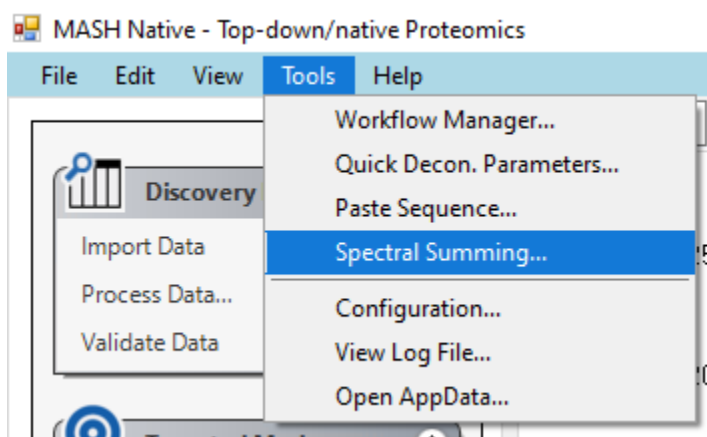 MASH Native - Top-down/native Proteomics
File Edit View Tools Help
Workflow Manager...
Quick Decon. Parameters...
Paste Sequence...
Spectral Summing...
Configuration...
View Log File...
Open AppData...
Discovery
Import Data
Process Data...
Validate Data